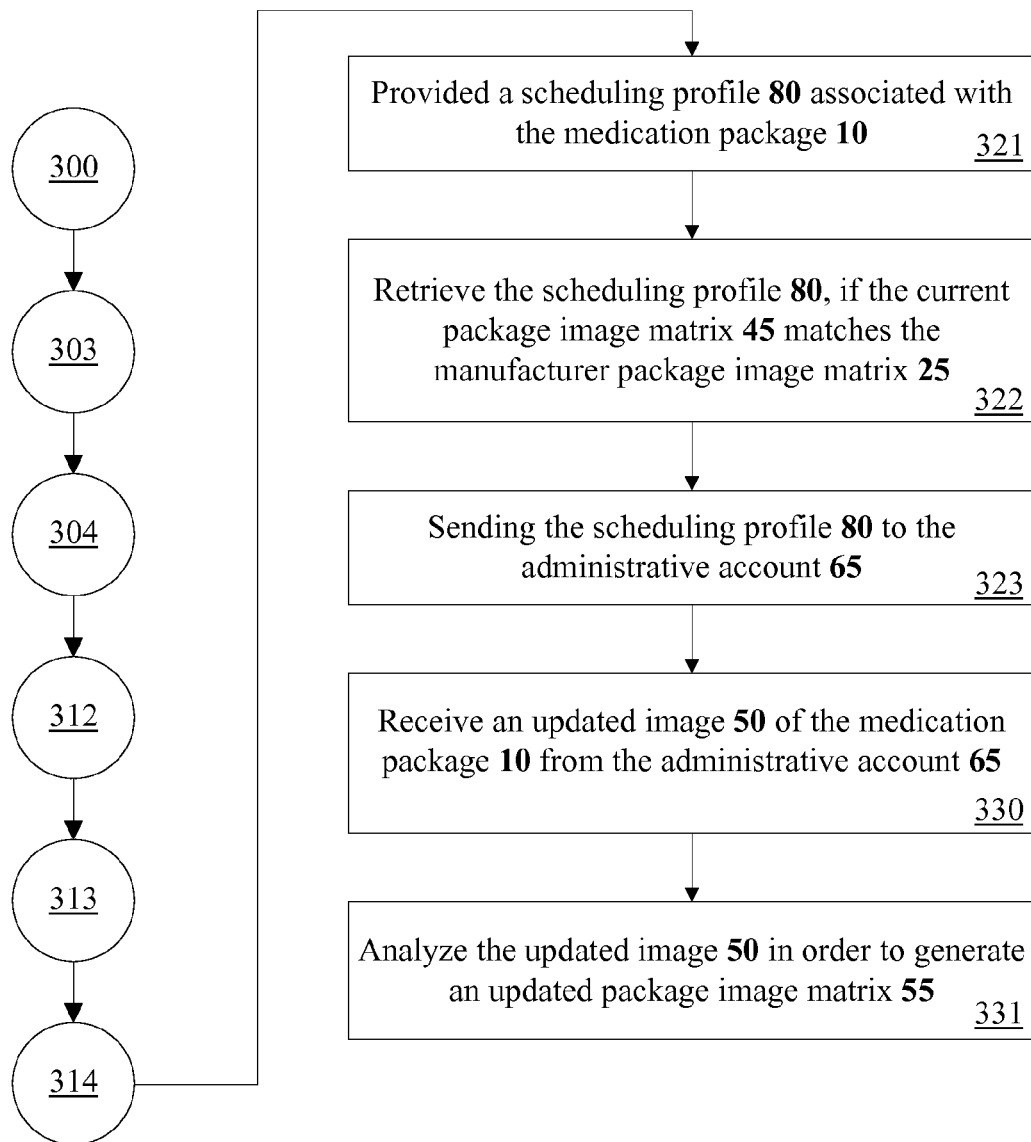 300
303
304
312
313
314
Provided a scheduling profile 80 associated with
the medication package 10
321
Retrieve the scheduling profile 80, if the current
package image matrix 45 matches the
manufacturer package image matrix 25
322
Sending the scheduling profile 80 to the
administrative account 65
323
Receive an updated image 50 of the medication
package 10 from the administrative account 65
330
Analyze the updated image 50 in order to generate
an updated package image matrix 55
331